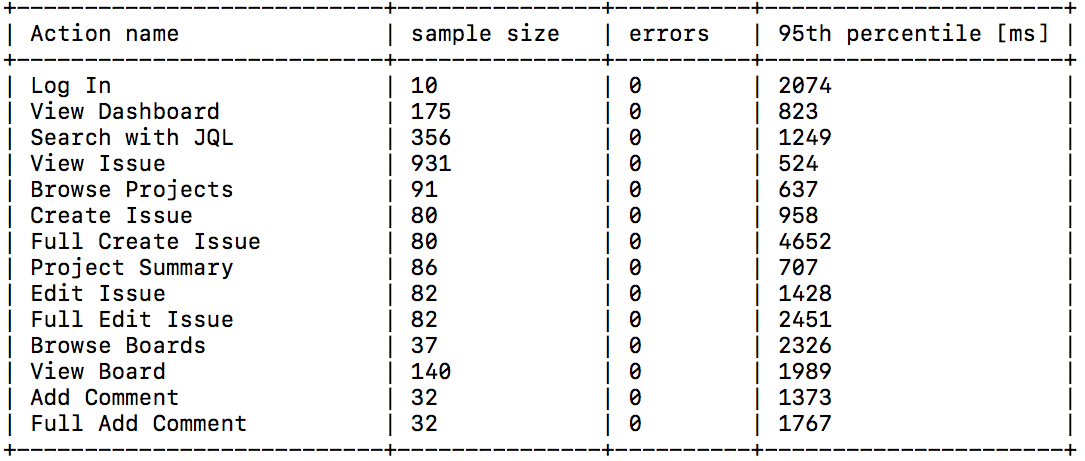 +---------------------------+---------------+----------+----------------------+
| Action name               | sample size   | errors   | 95th percentile [ms] |
+---------------------------+---------------+----------+----------------------+
| Log In                    | 10            | 0        | 2074                 |
| View Dashboard            | 175           | 0        | 823                  |
| Search with JQL           | 356           | 0        | 1249                 |
| View Issue                | 931           | 0        | 524                  |
| Browse Projects           | 91            | 0        | 637                  |
| Create Issue              | 80            | 0        | 958                  |
| Full Create Issue         | 80            | 0        | 4652                 |
| Project Summary           | 86            | 0        | 707                  |
| Edit Issue                | 82            | 0        | 1428                 |
| Full Edit Issue           | 82            | 0        | 2451                 |
| Browse Boards             | 37            | 0        | 2326                 |
| View Board                | 140           | 0        | 1989                 |
| Add Comment               | 32            | 0        | 1373                 |
| Full Add Comment          | 32            | 0        | 1767                 |
+---------------------------+---------------+----------+----------------------+